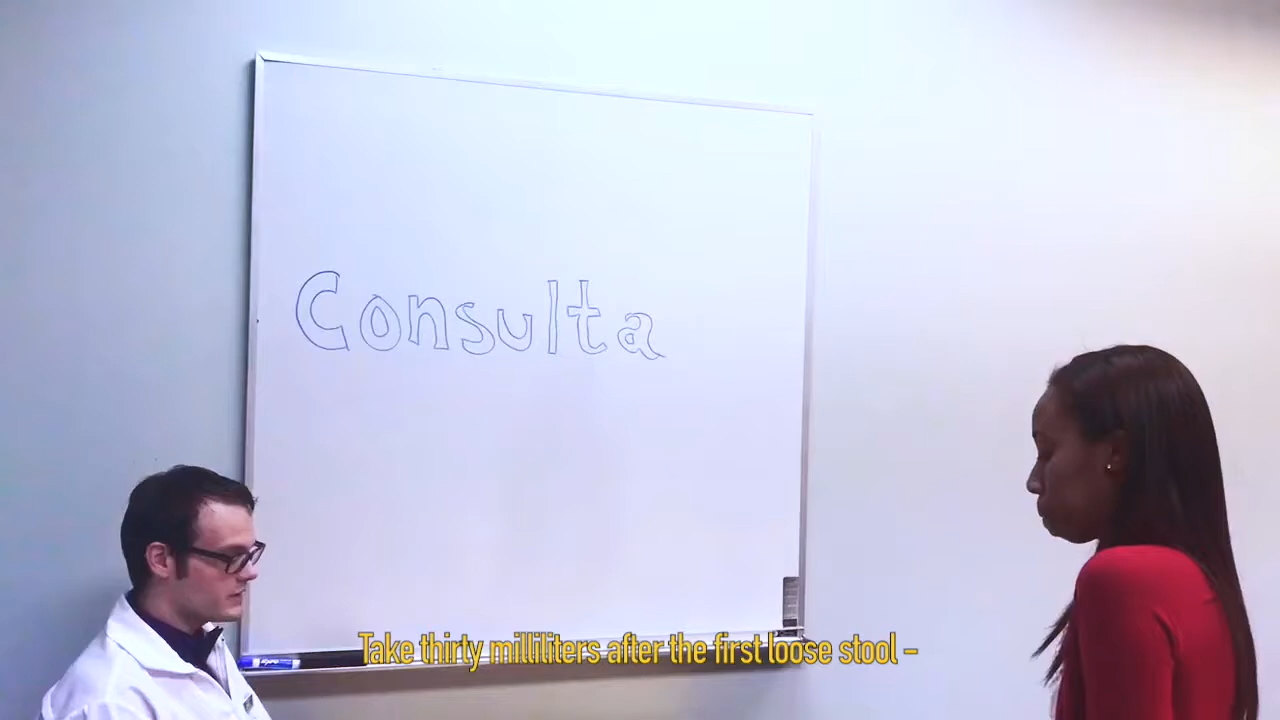 Consulta
Take thirty milliliters after the first loose stool –